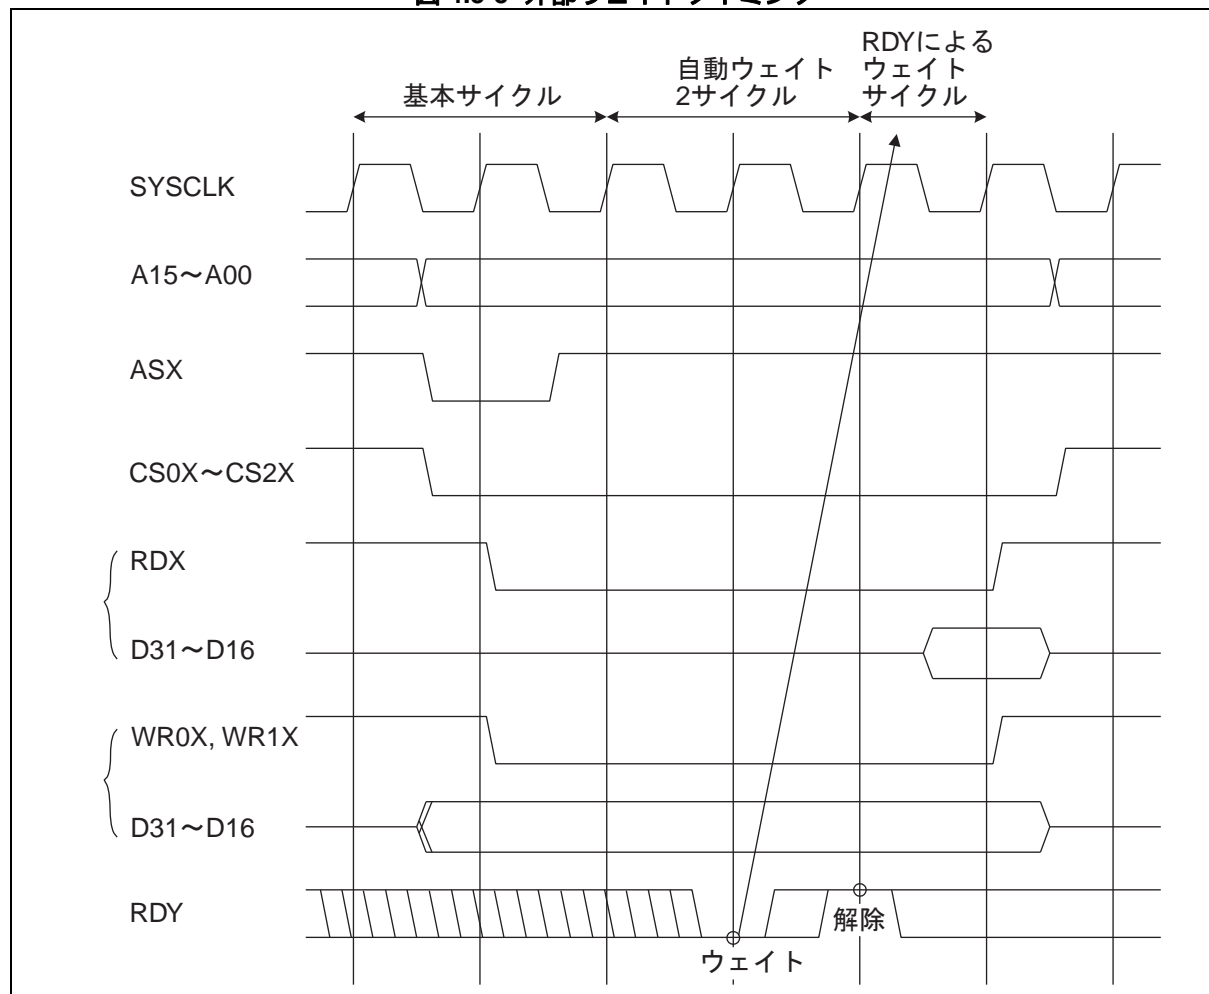 RDYによる
ウェイト
サイクル
自動ウェイト
2サイクル
基本サイクル
SYSCLK
A15～A00
ASX
CS0X～CS2X
RDX
D31～D16
WR0X, WR1X
D31～D16
RDY
解除
ウェイト